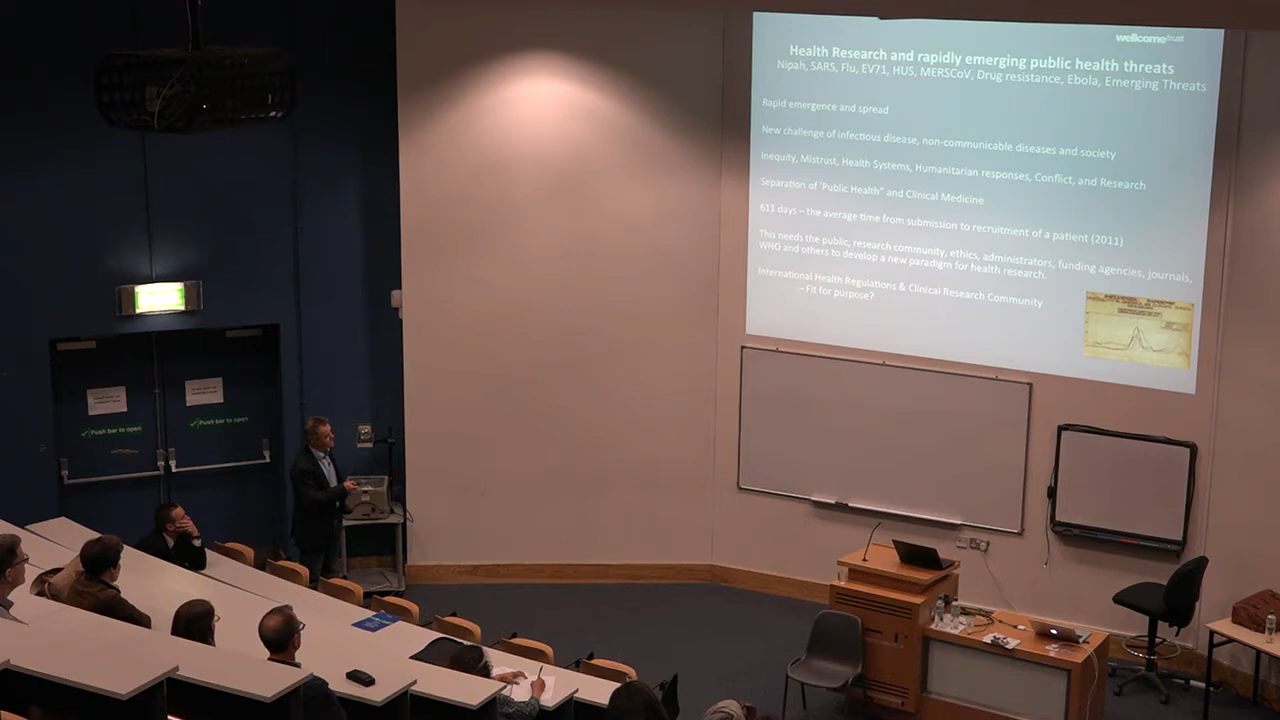 wellcometrust
Health Research and rapidly emerging public health threats
Nipah, SARS, Flu, EV71, HUS, MERSCoV, Drug resistance, Ebola, Emerging Threats
Rapid emergence and spread
New challenge of infectious disease, non-communicable diseases and society
Inequity, Mistrust, Health Systems, Humanitarian responses, Conflict, and Research
Separation of 'Public Health" and Clinical Medicine
611 days – the average time from submission to recruitment of a patient (2011)
This needs the public, research community, ethics, administrators, funding agencies, journals,
WHO and others to develop a new paradigm for health research.
International Health Regulations & Clinical Research Community
– Fit for purpose?
Push bar to open
Push bar to open